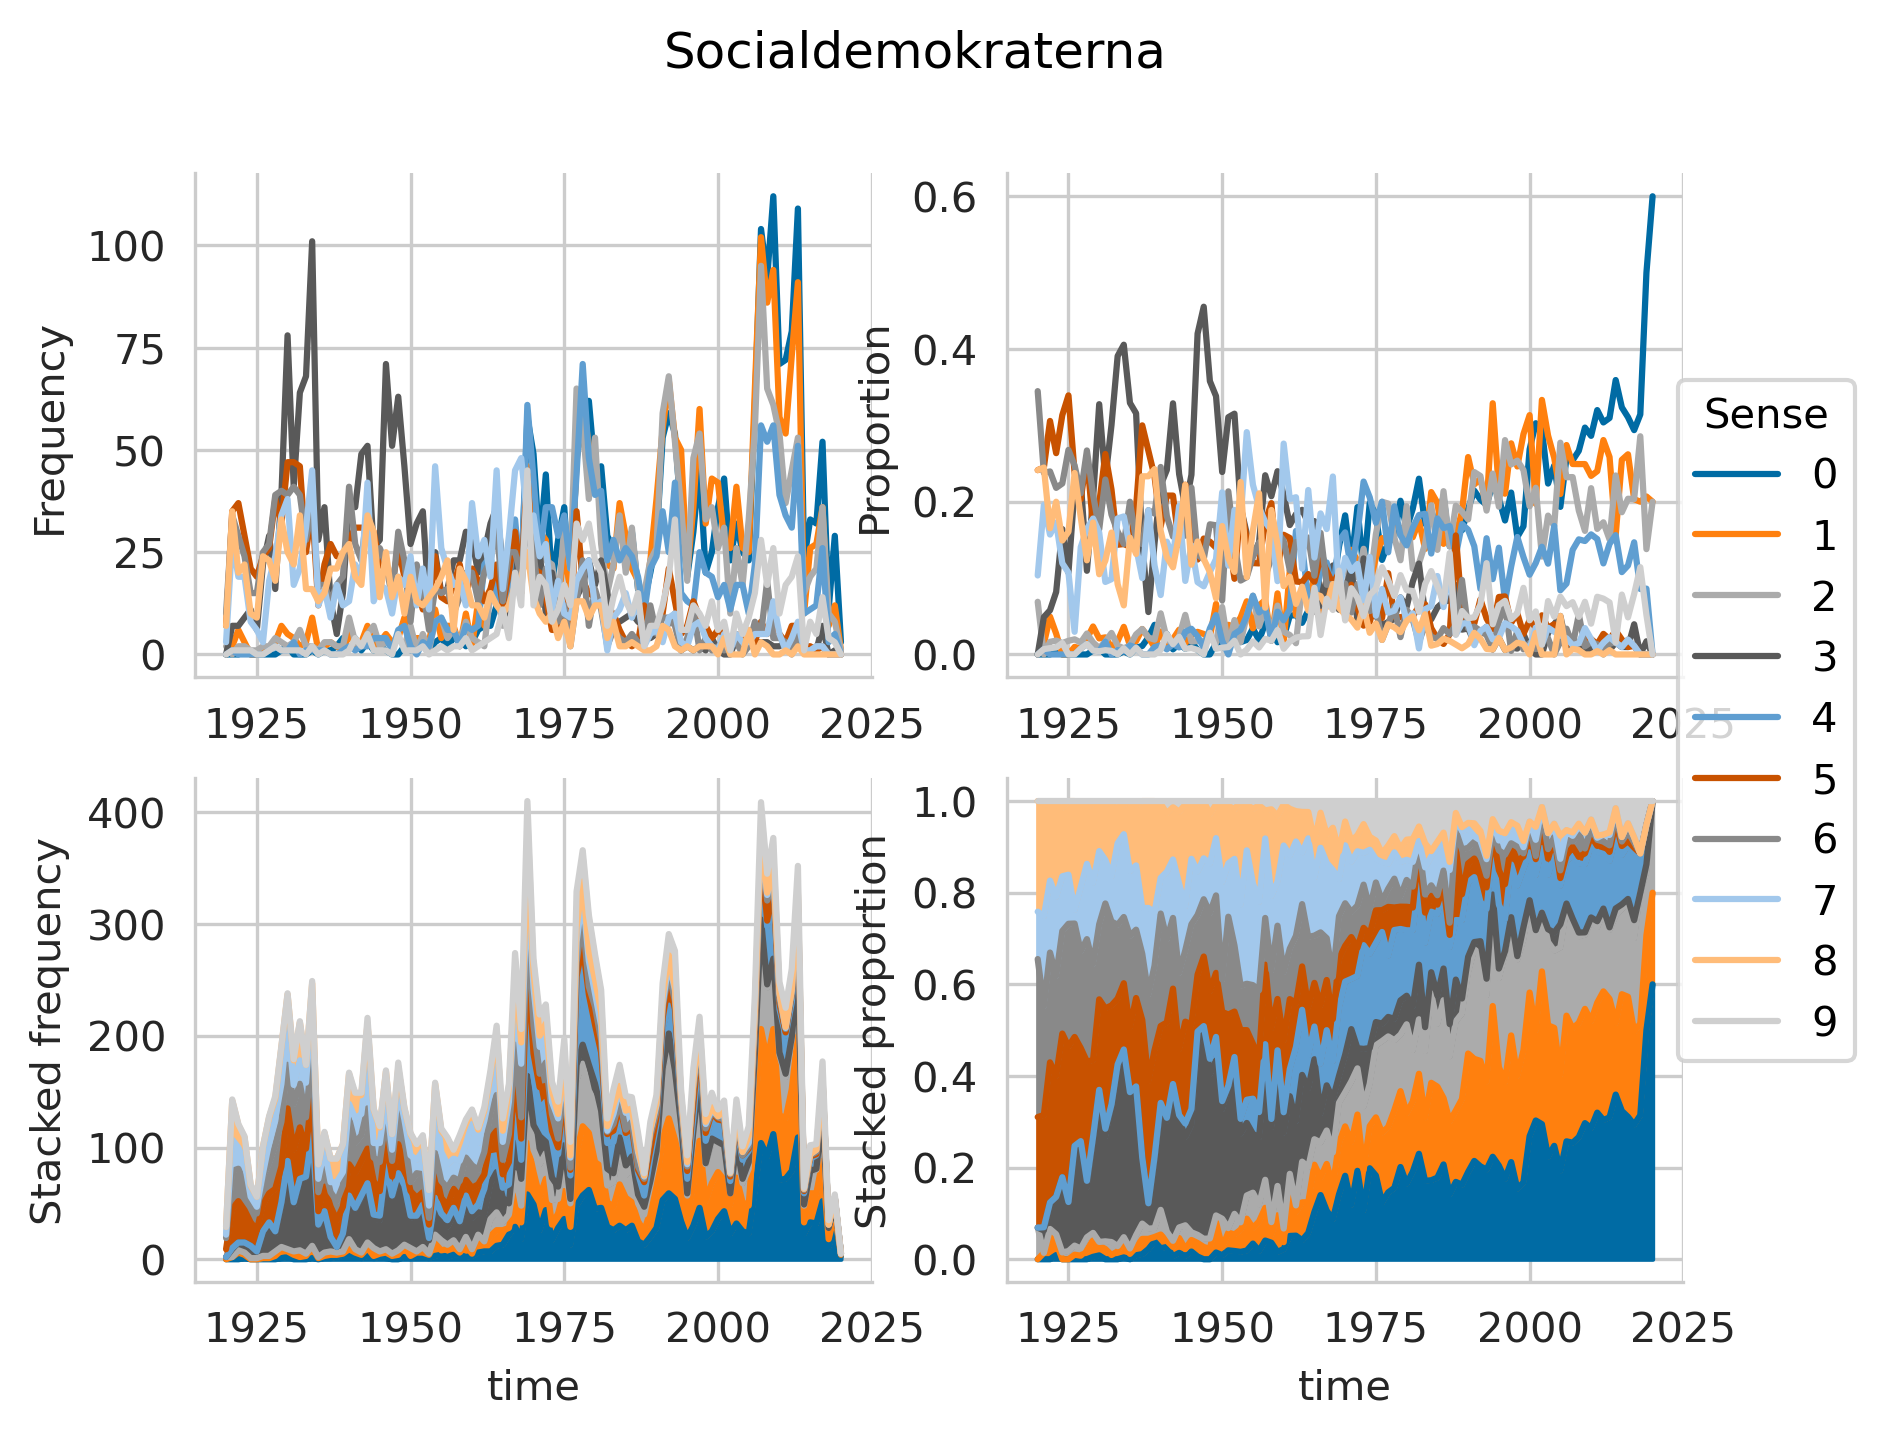 Socialdemokraterna
Frequency
100
75
50
25
0
1925 1950 1975 2000 2025
Proportion
0.6
0.4
0.2
0.0
1925 1950 1975 2000 2025
Stacked frequency
400
300
200
100
0
1925 1950 1975 2000 2025
time
Stacked proportion
1.0
0.8
0.6
0.4
0.2
0.0
1925 1950 1975 2000 2025
time
Sense
0
1
2
3
4
5
6
7
8
9